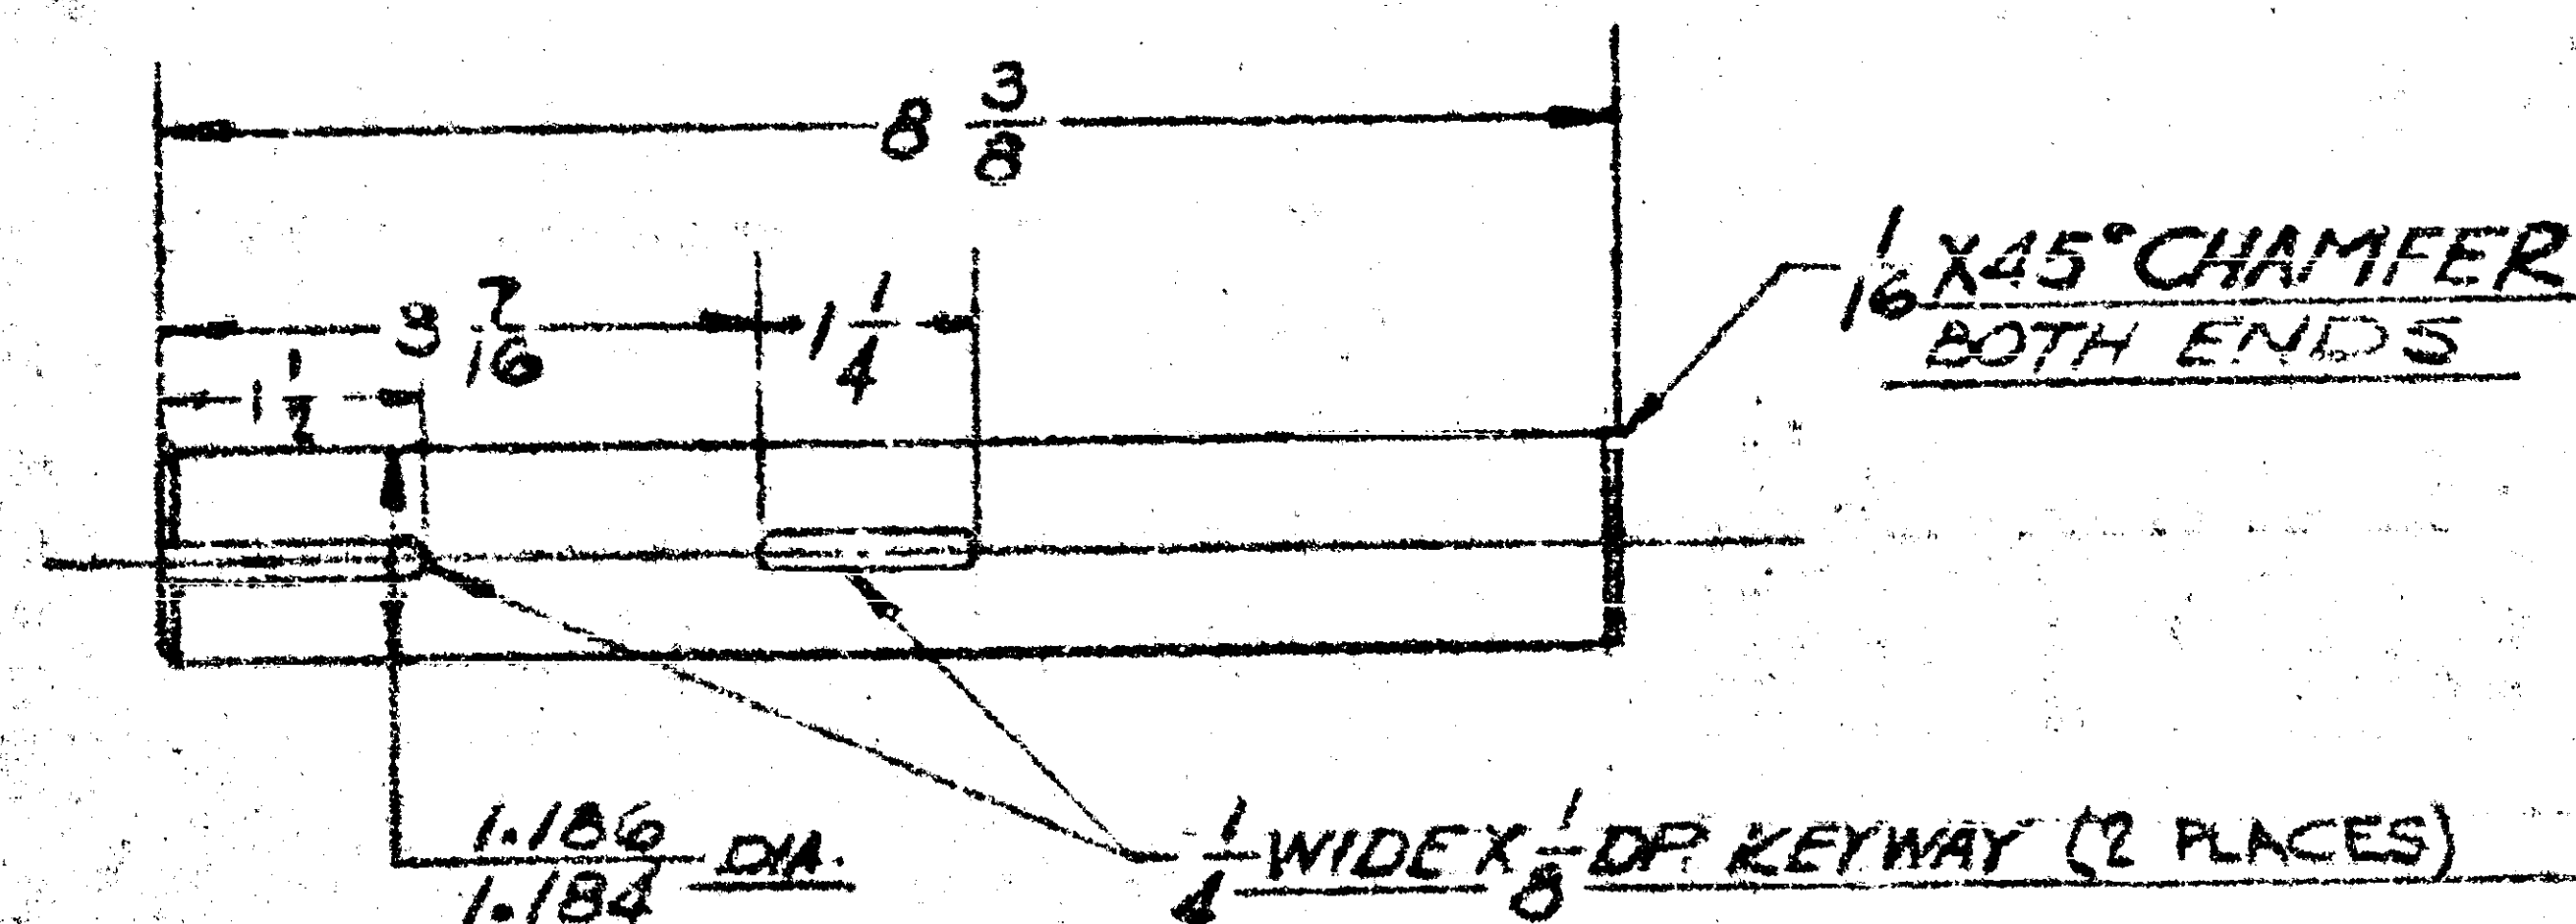 8 3/8
1/16 X45° CHAMFER
BOTH ENDS
3 7/16
1 1/4
1 1/2
1.186
1.184 DIA.
1/4 WIDE X 1/8 DP. KEYWAY (2 PLACES)